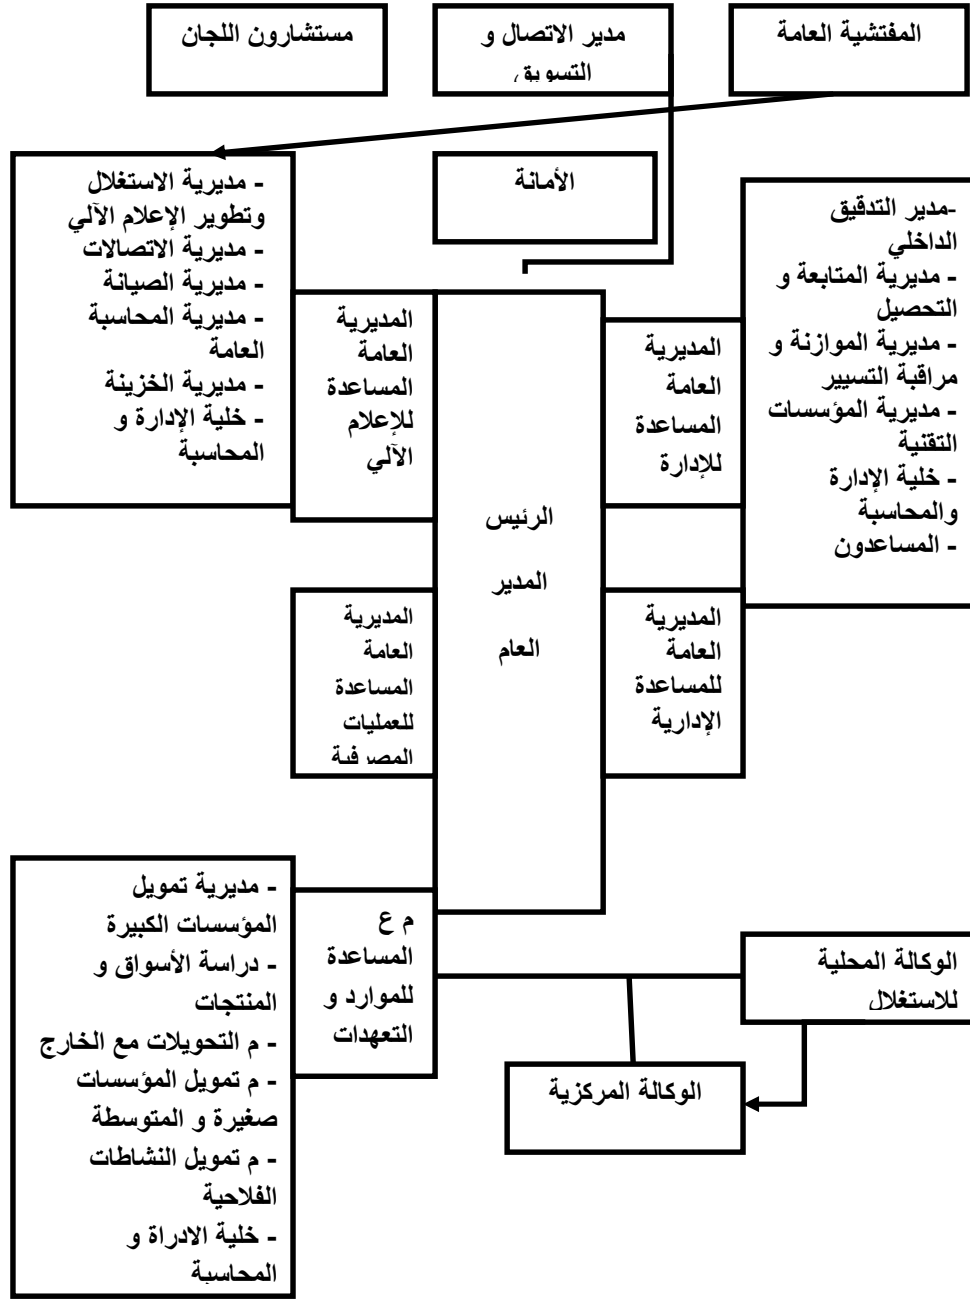 المفتشية العامة
مدير الاتصال و
التسويق
مستشارون اللجان
الأمانة
-مدير التدقيق
الداخلي
- مديرية المتابعة و
التحصيل
- مديرية الموازنة و
مراقبة التسيير
- مديرية المؤسسات
التقنية
- خلية الإدارة
والمحاسبة
- المساعدون
المديرية
العامة
المساعدة
للإدارة
الرئيس
المدير
العام
المديرية
العامة
المساعدة
للإعلام
الآلي
- مديرية الاستغلال
وتطوير الإعلام الآلي
- مديرية الاتصالات
- مديرية الصيانة
- مديرية المحاسبة
العامة
- مديرية الخزينة
- خلية الإدارة و
المحاسبة
المديرية
العامة
للمساعدة
الإدارية
المديرية
العامة
المساعدة
للعمليات
المصرفية
الوكالة المحلية
للاستغلال
الوكالة المركزية
م ع
المساعدة
للموارد و
التعهدات
- مديرية تمويل
المؤسسات الكبيرة
- دراسة الأسواق و
المنتجات
- م التحويلات مع الخارج
- م تمويل المؤسسات
صغيرة و المتوسطة
- م تمويل النشاطات
الفلاحية
- خلية الادراة و
المحاسبة